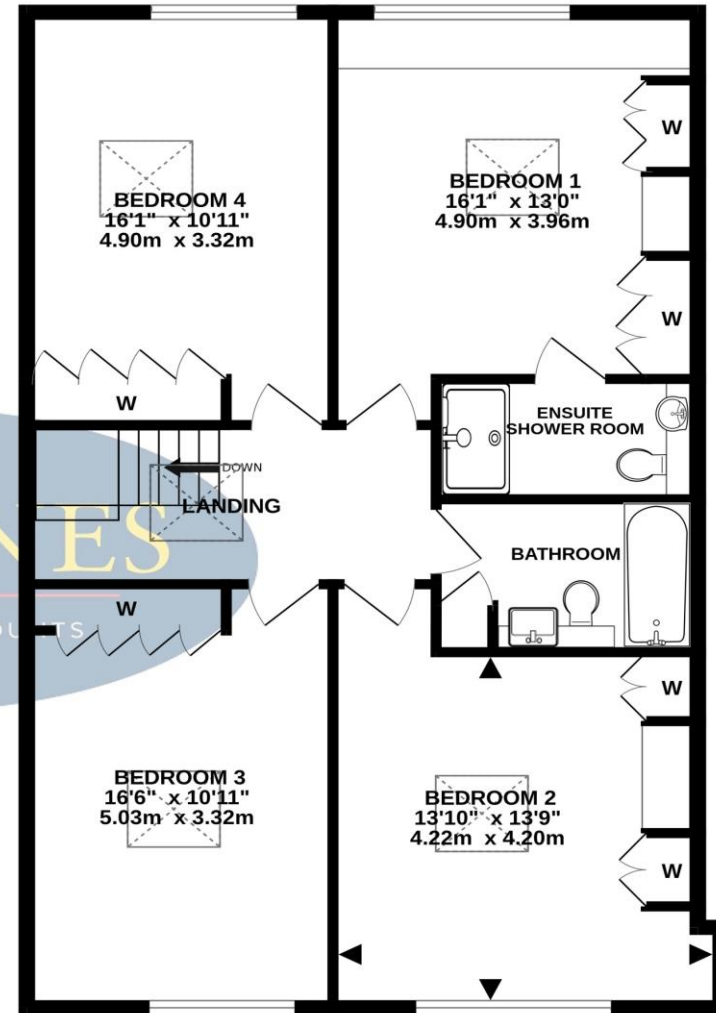 BEDROOM 4
16'1" x 10'11"
4.90m x 3.32m
BEDROOM 1
16'1" x 13'0"
4.90m x 3.96m
W
W
W
ENSUITE
SHOWER ROOM
DOWN
LANDING
BATHROOM
W
W
BEDROOM 3
16'6" x 10'11"
5.03m x 3.32m
BEDROOM 2
13'10" x 13'9"
4.22m x 4.20m
W